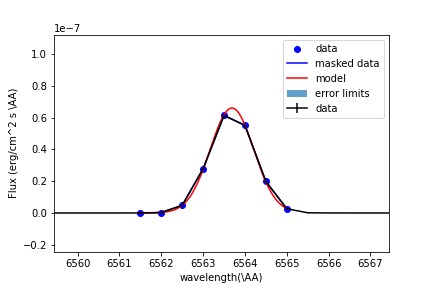 1e-7
1.0
0.8
0.6
0.4
0.2
0.0
−0.2
Flux (erg/cm^2 s \AA)
data
masked data
model
error limits
data
6560 6561 6562 6563 6564 6565 6566 6567
wavelength(\AA)